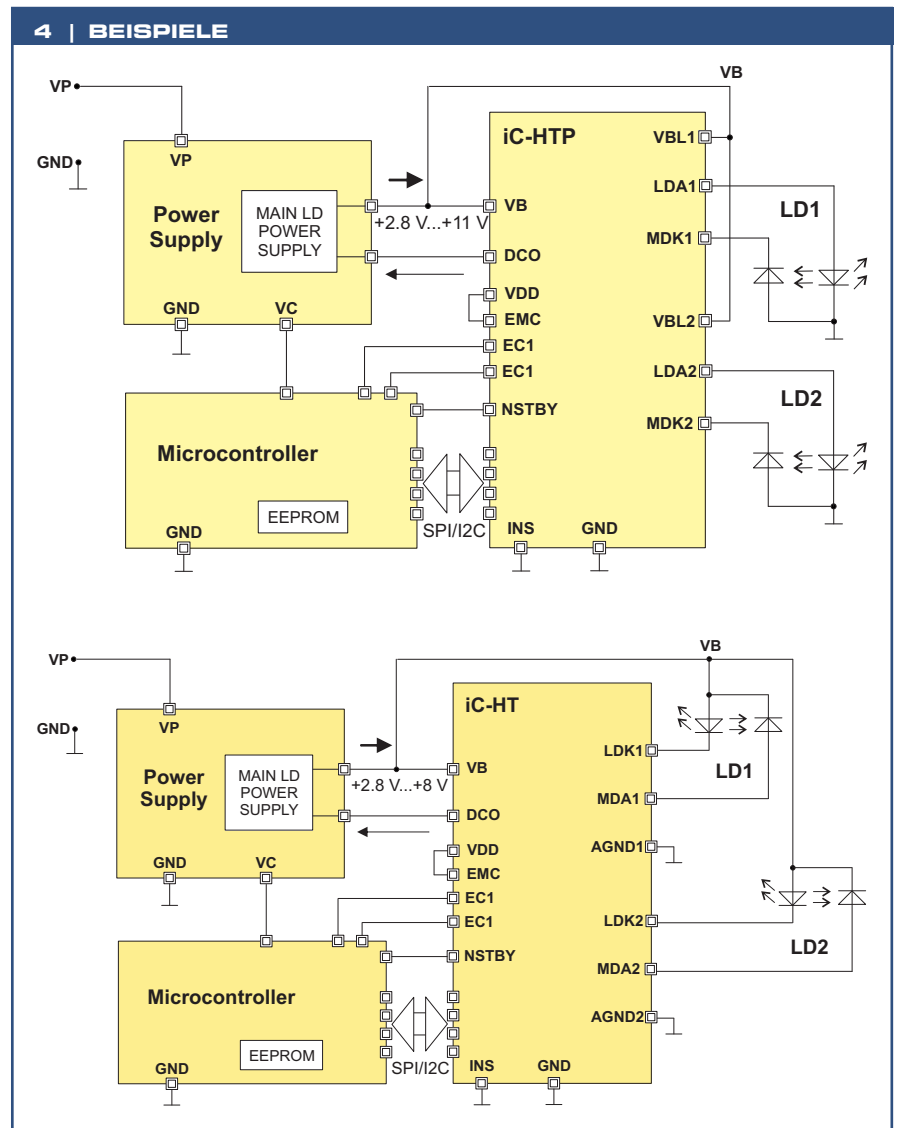 4 | BEISPIELE
VP
VB
GND
VP
Power
Supply
MAIN LD
POWER
SUPPLY
GND
VC
+2.8 V...+11 V
iC-HTP
VB
DCO
VDD
EMC
EC1
EC1
NSTBY
INS
GND
VBL1
LDA1
MDK1
VBL2
LDA2
MDK2
LD1
LD2
Microcontroller
EEPROM
GND
SPI/I2C
VP
VB
GND
VP
Power
Supply
MAIN LD
POWER
SUPPLY
GND
VC
+2.8 V...+8 V
iC-HT
VB
DCO
VDD
EMC
EC1
EC1
NSTBY
INS
GND
LDK1
MDA1
AGND1
LDK2
MDA2
AGND2
LD1
LD2
Microcontroller
EEPROM
GND
SPI/I2C